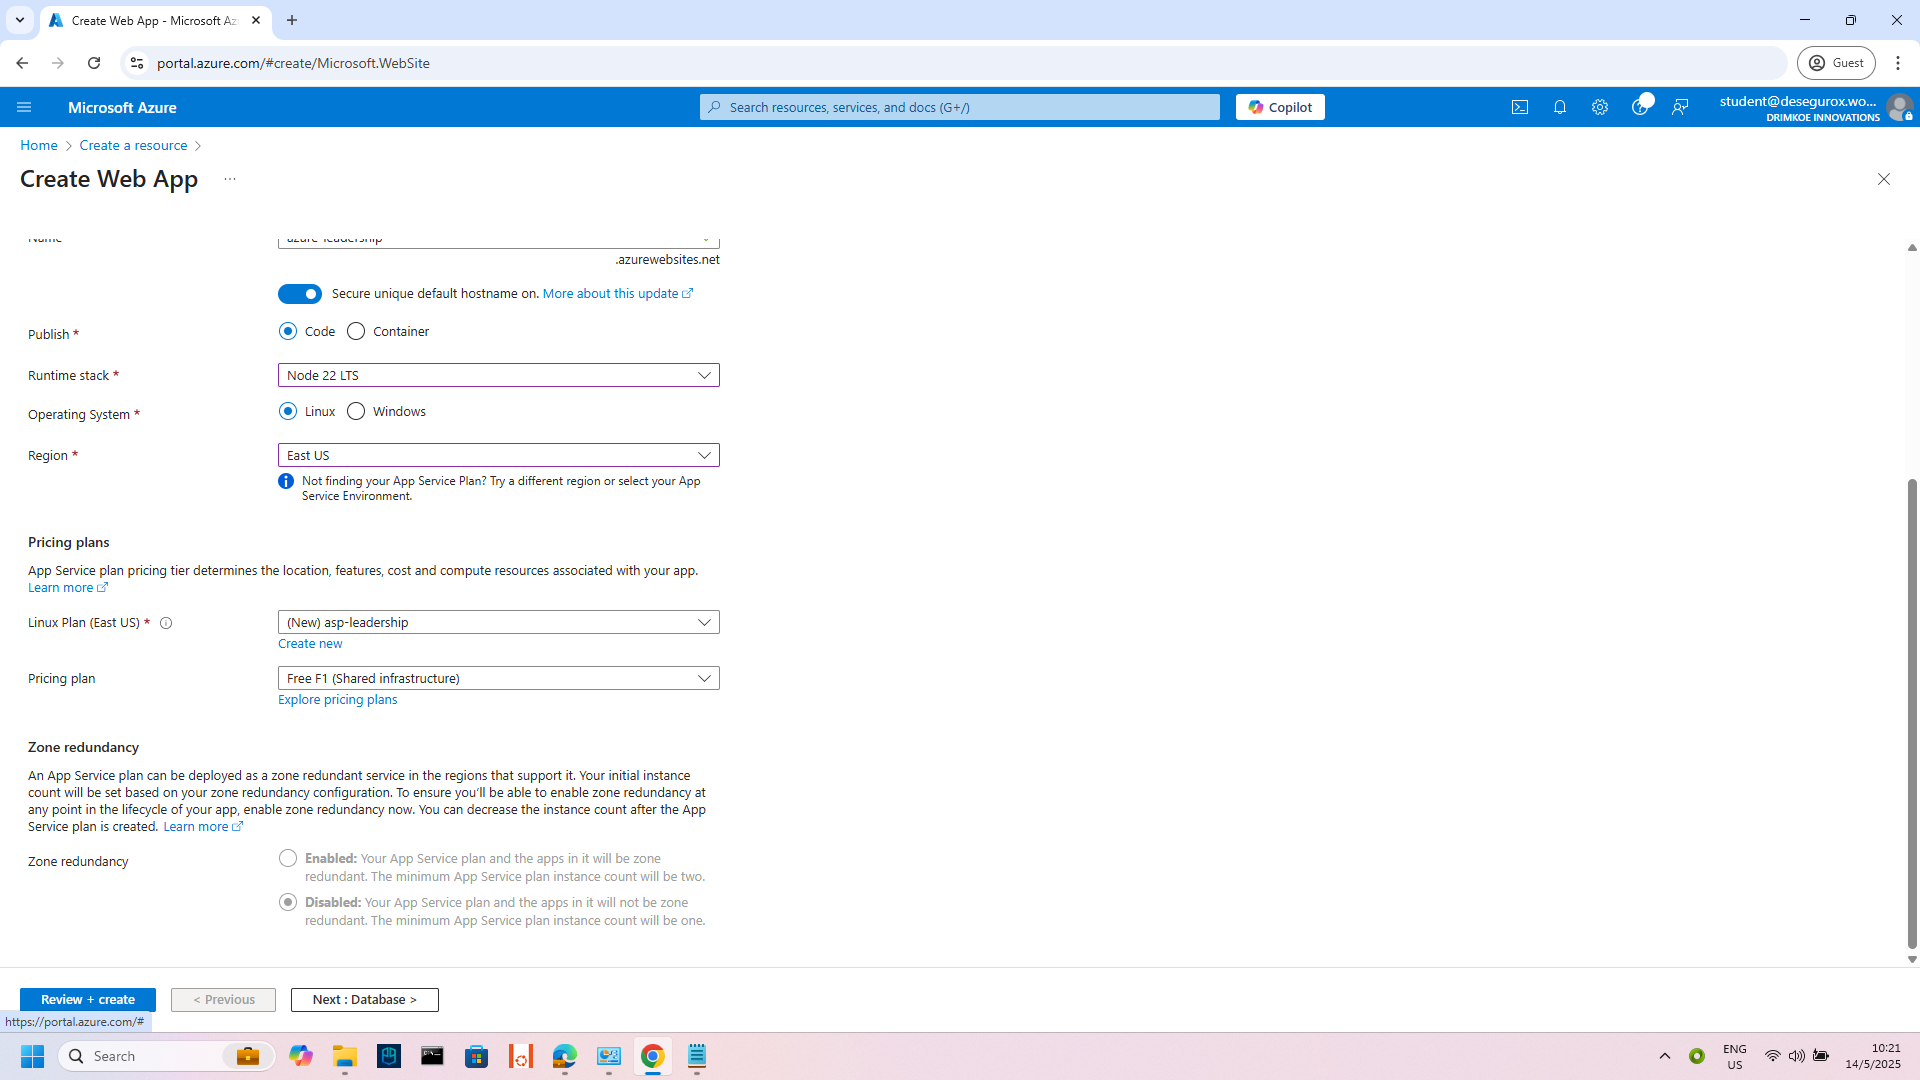 Create Web App - Microsoft Az
portal.azure.com/#create/Microsoft.WebSite
Guest
Microsoft Azure
Search resources, services, and docs (G+/)
Copilot
student@desegurox.wo...
DRIMKOE INNOVATIONS
Home
Create a resource
Create Web App
...
Name
azure-leadership
.azurewebsites.net
Secure unique default hostname on. More about this update
Publish *
Code
Container
Runtime stack *
Node 22 LTS
Operating System *
Linux
Windows
Region *
East US
Not finding your App Service Plan? Try a different region or select your App
Service Environment.
Pricing plans
App Service plan pricing tier determines the location, features, cost and compute resources associated with your app.
Learn more
Linux Plan (East US) *
(New) asp-leadership
Create new
Pricing plan
Free F1 (Shared infrastructure)
Explore pricing plans
Zone redundancy
An App Service plan can be deployed as a zone redundant service in the regions that support it. Your initial instance
count will be set based on your zone redundancy configuration. To ensure you'll be able to enable zone redundancy at
any point in the lifecycle of your app, enable zone redundancy now. You can decrease the instance count after the App
Service plan is created. Learn more
Zone redundancy
Enabled: Your App Service plan and the apps in it will be zone
redundant. The minimum App Service plan instance count will be two.
Disabled: Your App Service plan and the apps in it will not be zone
redundant. The minimum App Service plan instance count will be one.
Review + create
< Previous
Next : Database >
https://portal.azure.com/#
Search
ENG
US
10:21
14/5/2025